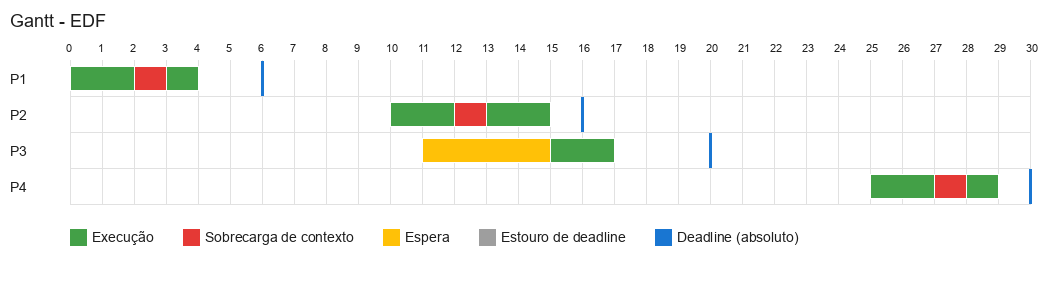 Gantt - EDF
0 1 2 3 4 5 6 7 8 9 10 11 12 13 14 15 16 17 18 19 20 21 22 23 24 25 26 27 28 29 30
P1
P2
P3
P4
Execução Sobrecarga de contexto Espera Estouro de deadline Deadline (absoluto)